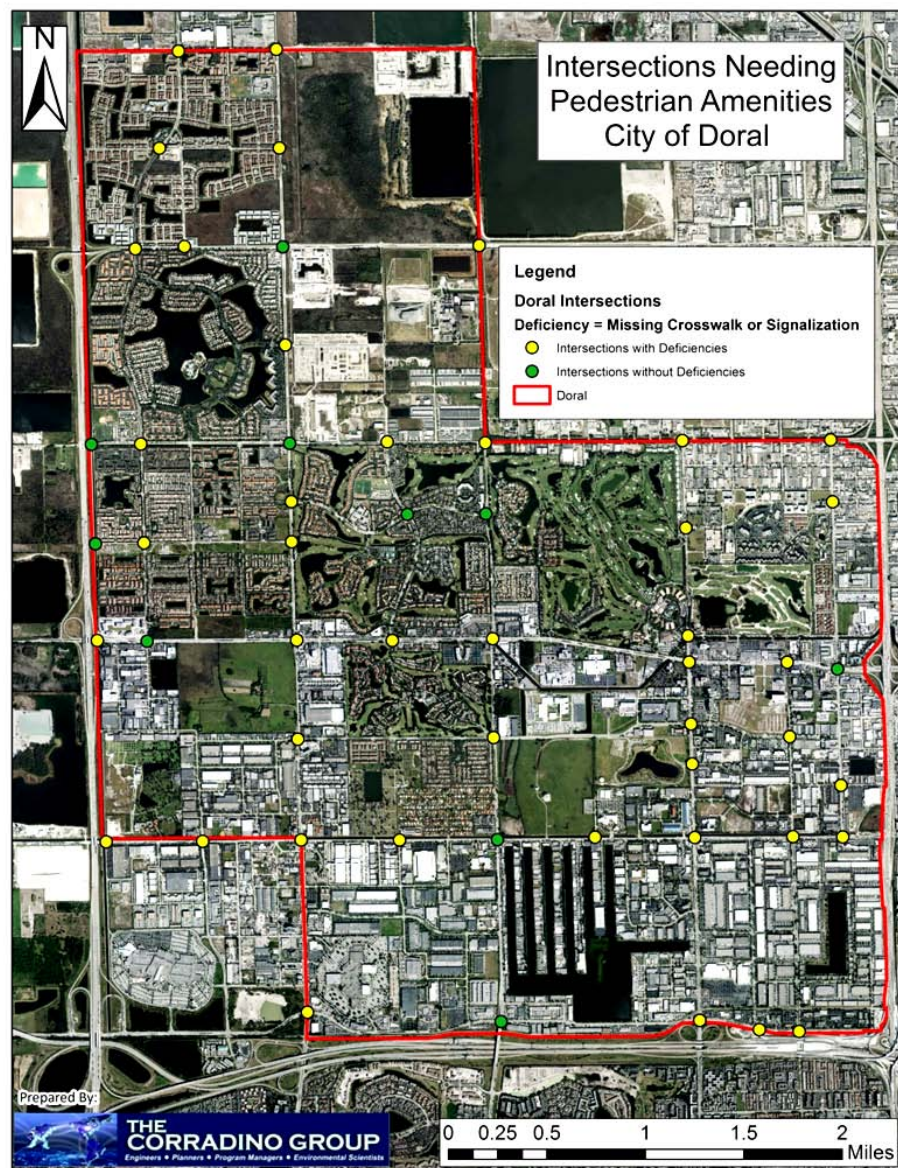 N
Intersections Needing
Pedestrian Amenities
City of Doral
Legend
Doral Intersections
Deficiency = Missing Crosswalk or Signalization
Intersections with Deficiencies
Intersections without Deficiencies
Doral
Prepared By:
THE
CORRADINO GROUP
Engineers • Planners • Program Managers • Environmental Scientists
0 0.25 0.5 1 1.5 2
Miles